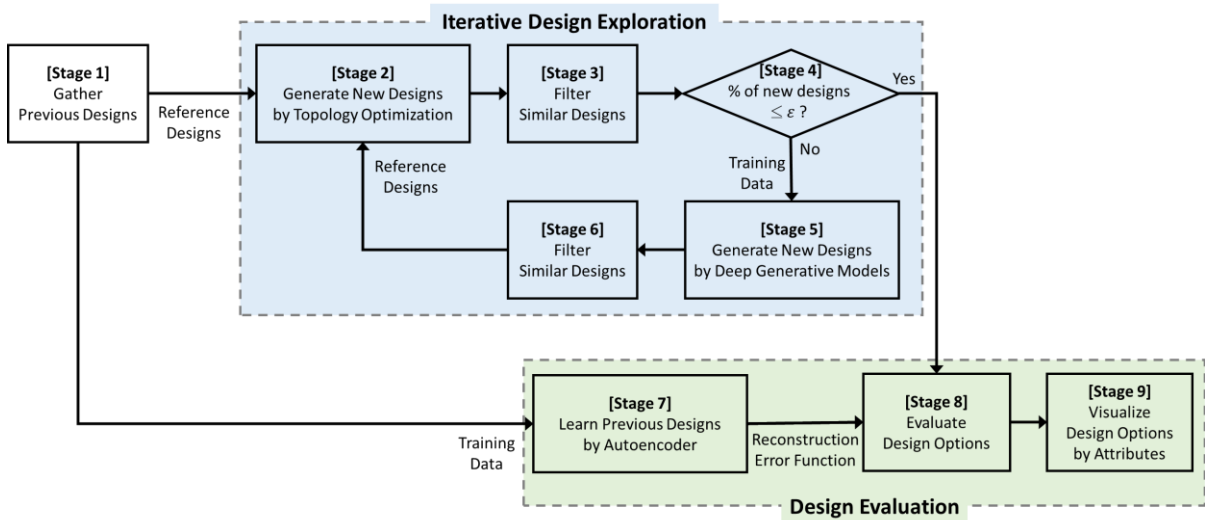 Iterative Design Exploration
[Stage 1]
Gather
Previous Designs
Reference
Designs
[Stage 2]
Generate New Designs
by Topology Optimization
[Stage 3]
Filter
Similar Designs
[Stage 4]
% of new designs
≤ ε ?
Yes
No
Training
Data
Reference
Designs
[Stage 6]
Filter
Similar Designs
[Stage 5]
Generate New Designs
by Deep Generative Models
Training
Data
[Stage 7]
Learn Previous Designs
by Autoencoder
Reconstruction
Error Function
[Stage 8]
Evaluate
Design Options
[Stage 9]
Visualize
Design Options
by Attributes
Design Evaluation